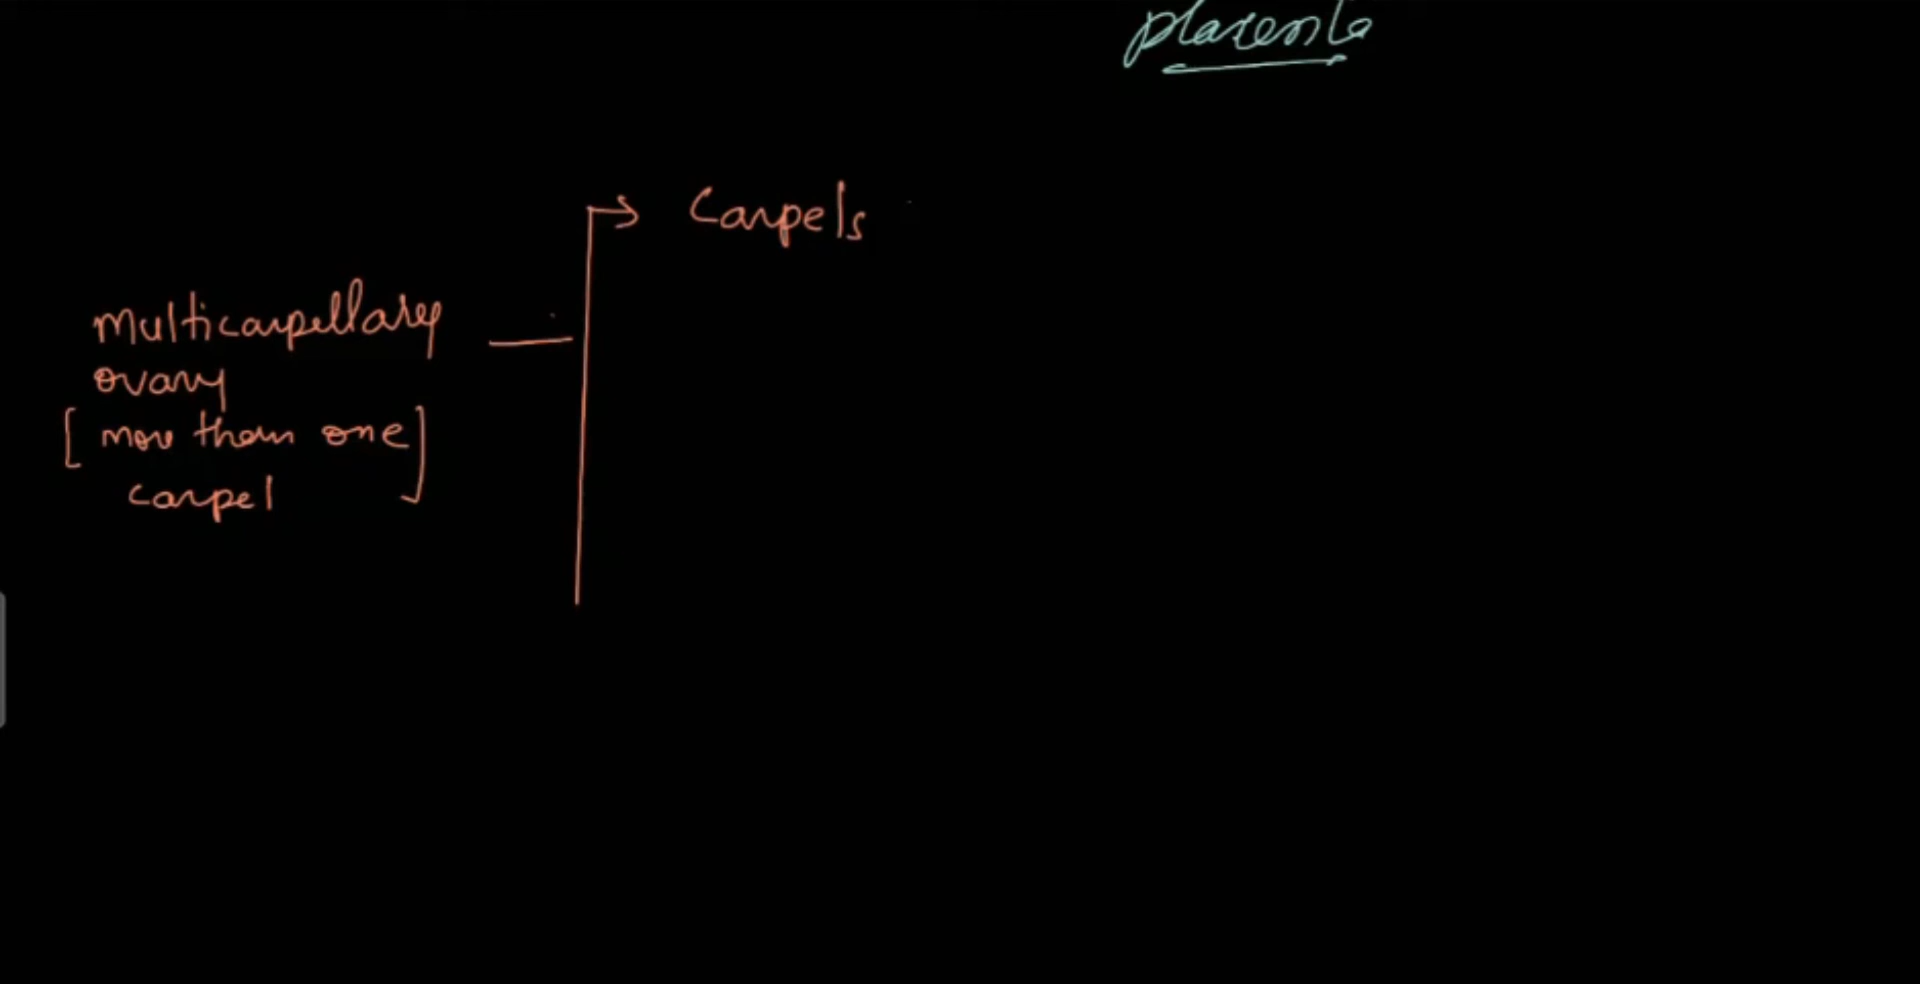 placenta
Carpels
multicarpellary
ovary
[ more than one ]
carpel